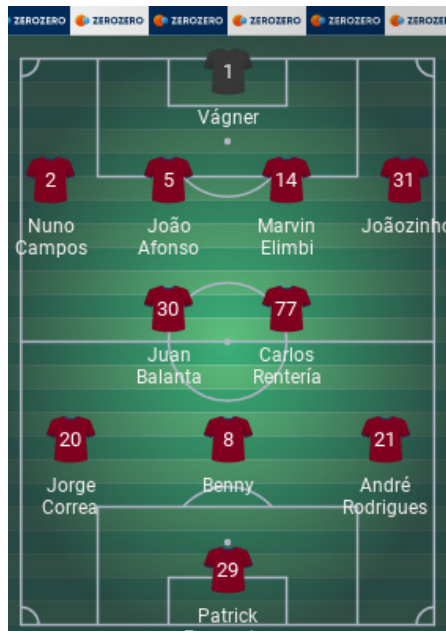 ZEROZERO ZEROZERO ZEROZERO ZEROZERO ZEROZERO ZEROZE
1
Vágner
2 5 14 31
Nuno João Marvin Joãozinho
Campos Afonso Elimbi
30 77
Juan Carlos
Balanta Rentería
20 8 21
Jorge Benny André
Correa Rodrigues
29
Patrick